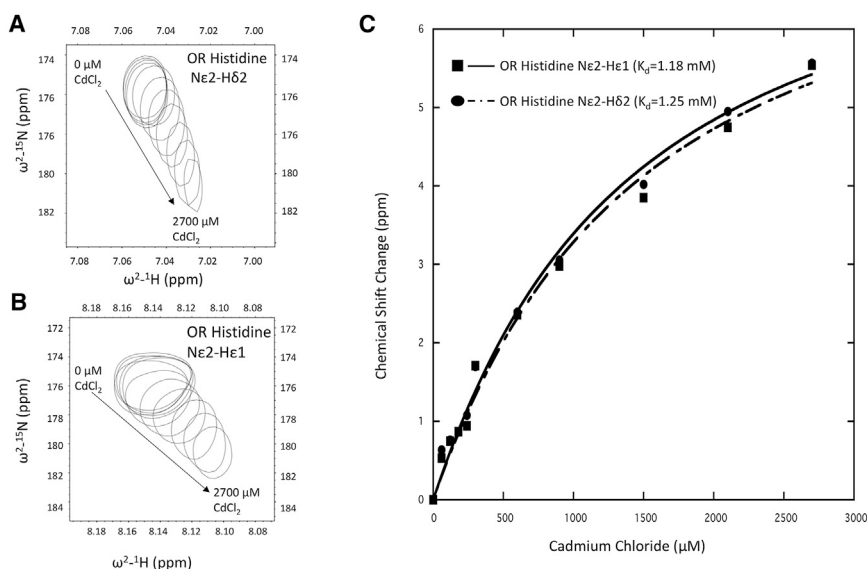 A
7.08 7.06 7.04 7.02 7.00
OR Histidine
Nε2-Hδ2
0 μM
CdCl2
174
176
176
180
182
174
176
176
180
182
ω2-15N (ppm)
2700 μM
CdCl2
7.08 7.06 7.04 7.02 7.00
ω2-1H (ppm)
B
8.18 8.16 8.14 8.12 8.10 8.08
OR Histidine
Nε2-Hε1
0 μM
CdCl2
172
174
176
178
180
182
184
172
174
176
178
180
182
184
ω2-15N (ppm)
2700 μM
CdCl2
8.18 8.16 8.14 8.12 8.10 8.08
ω2-1H (ppm)
C
6
5
4
3
2
1
0
Chemical Shift Change (ppm)
OR Histidine Nε2-Hε1 (Kd=1.18 mM)
OR Histidine Nε2-Hδ2 (Kd=1.25 mM)
0 500 1000 1500 2000 2500 3000
Cadmium Chloride (μM)